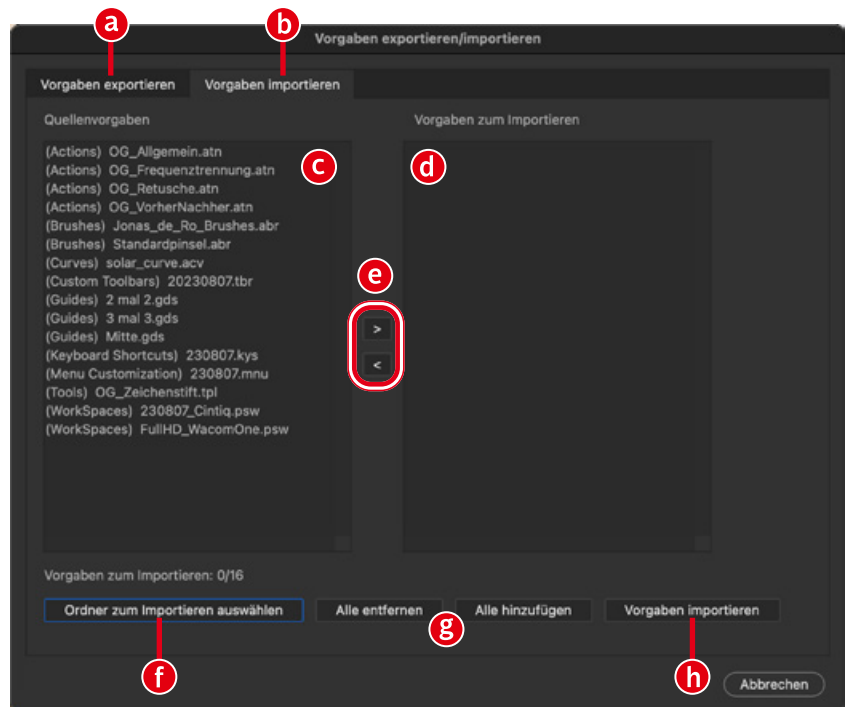 a
b
Vorgaben exportieren/importieren
Vorgaben exportieren
Vorgaben importieren
Quellenvorgaben
Vorgaben zum Importieren
(Actions) OG_Allgemein.atn
(Actions) OG_Frequenztrennung.atn
(Actions) OG_Retusche.atn
(Actions) OG_VorherNachher.atn
(Brushes) Jonas_de_Ro_Brushes.abr
(Brushes) Standardpinsel.abr
(Curves) solar_curve.acv
(Custom Toolbars) 20230807.tbr
(Guides) 2 mal 2.gds
(Guides) 3 mal 3.gds
(Guides) Mitte.gds
(Keyboard Shortcuts) 230807.kys
(Menu Customization) 230807.mnu
(Tools) OG_Zeichenstift.tpl
(WorkSpaces) 230807_Cintiq.psw
(WorkSpaces) FullHD_WacomOne.psw
c
d
e
>
<
Vorgaben zum Importieren: 0/16
Ordner zum Importieren auswählen
Alle entfernen
Alle hinzufügen
Vorgaben importieren
g
f
h
Abbrechen